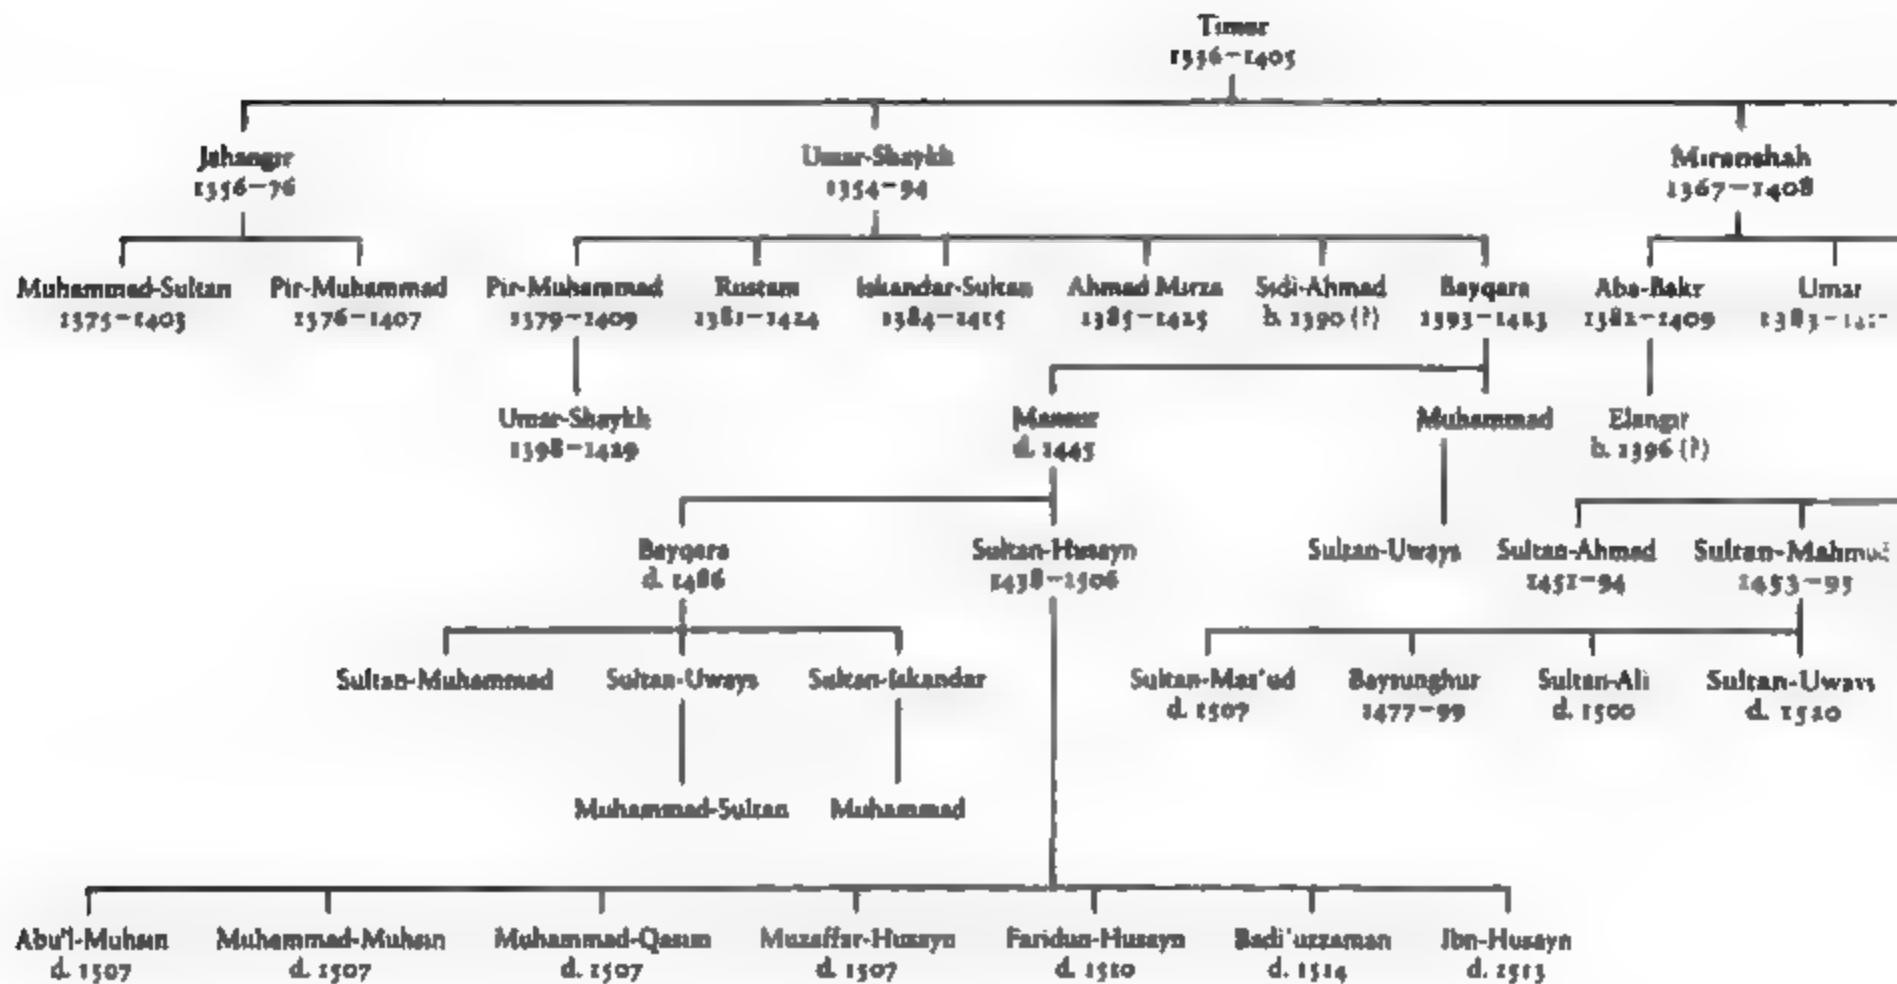 Timur
1336–1405
Jahangir
1356–76
Umar-Shaykh
1354–94
Miranshah
1367–1408
Muhammad-Sultan
1375–1403
Pir-Muhammad
1376–1407
Pir-Muhammad
1379–1409
Rustam
1381–1424
Iskandar-Sultan
1384–1415
Ahmad Mirza
1385–1425
Sidi-Ahmad
b. 1390 (?)
Bayqara
1393–1423
Aba-Bakr
1382–1409
Umar
Umar-Shaykh
1398–1429
Mansur
d. 1445
Muhammad
Elangir
b. 1396 (?)
Bayqara
d. 1486
Sultan-Husayn
1438–1506
Sultan-Uways
Sultan-Ahmad
1451–94
Sultan-Mahmud
1453–95
Sultan-Muhammad
Sultan-Uways
Sultan-Iskandar
Sultan-Mas'ud
d. 1507
Baysunghur
1477–99
Sultan-Ali
d. 1500
Sultan-Uways
d. 1520
Muhammad-Sultan
Muhammad
Abu'l-Muhsin
d. 1507
Muhammad-Muhsin
d. 1507
Muhammad-Qasim
d. 1507
Muzaffar-Husayn
d. 1507
Faridun-Husayn
d. 1510
Badi'uzzaman
d. 1514
Ibn-Husayn
d. 1513